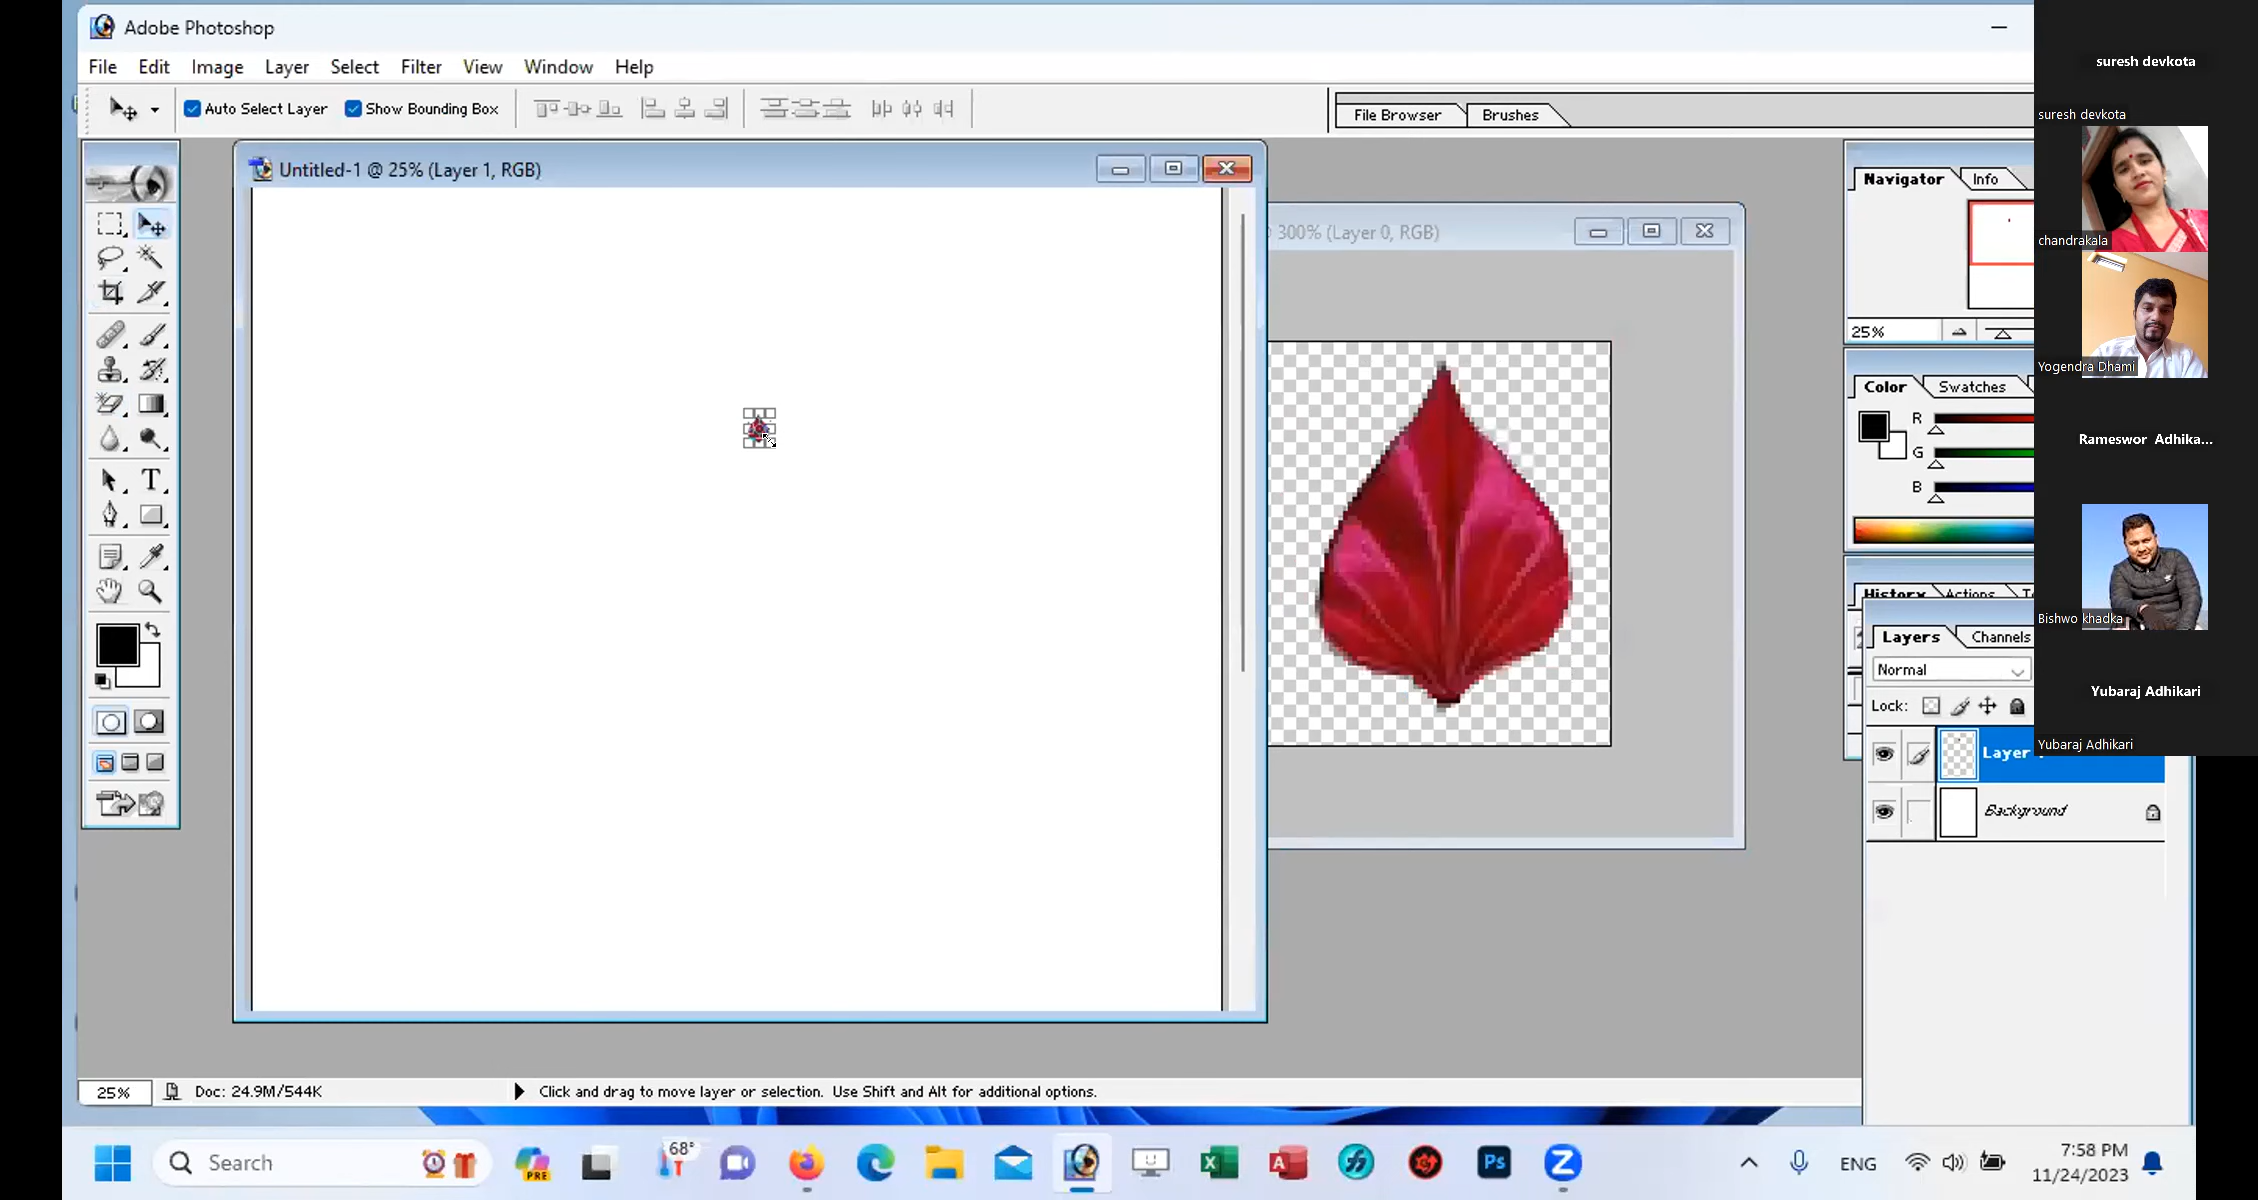 Adobe Photoshop
File Edit Image Layer Select Filter View Window Help
Auto Select Layer Show Bounding Box
File Browser Brushes
Untitled-1 @ 25% (Layer 1, RGB)
300% (Layer 0, RGB)
Navigator Info
25%
Color Swatches
R
G
B
History Actions
Layers Channels
Normal
Lock:
Layer
Background
suresh devkota
suresh devkota
chandrakala
Yogendra Dhami
Rameswor Adhika...
Bishwo khadka
Yubaraj Adhikari
Yubaraj Adhikari
25% Doc: 24.9M/544K Click and drag to move layer or selection. Use Shift and Alt for additional options.
Search
PRE
68°
Ps
ENG
7:58 PM
11/24/2023